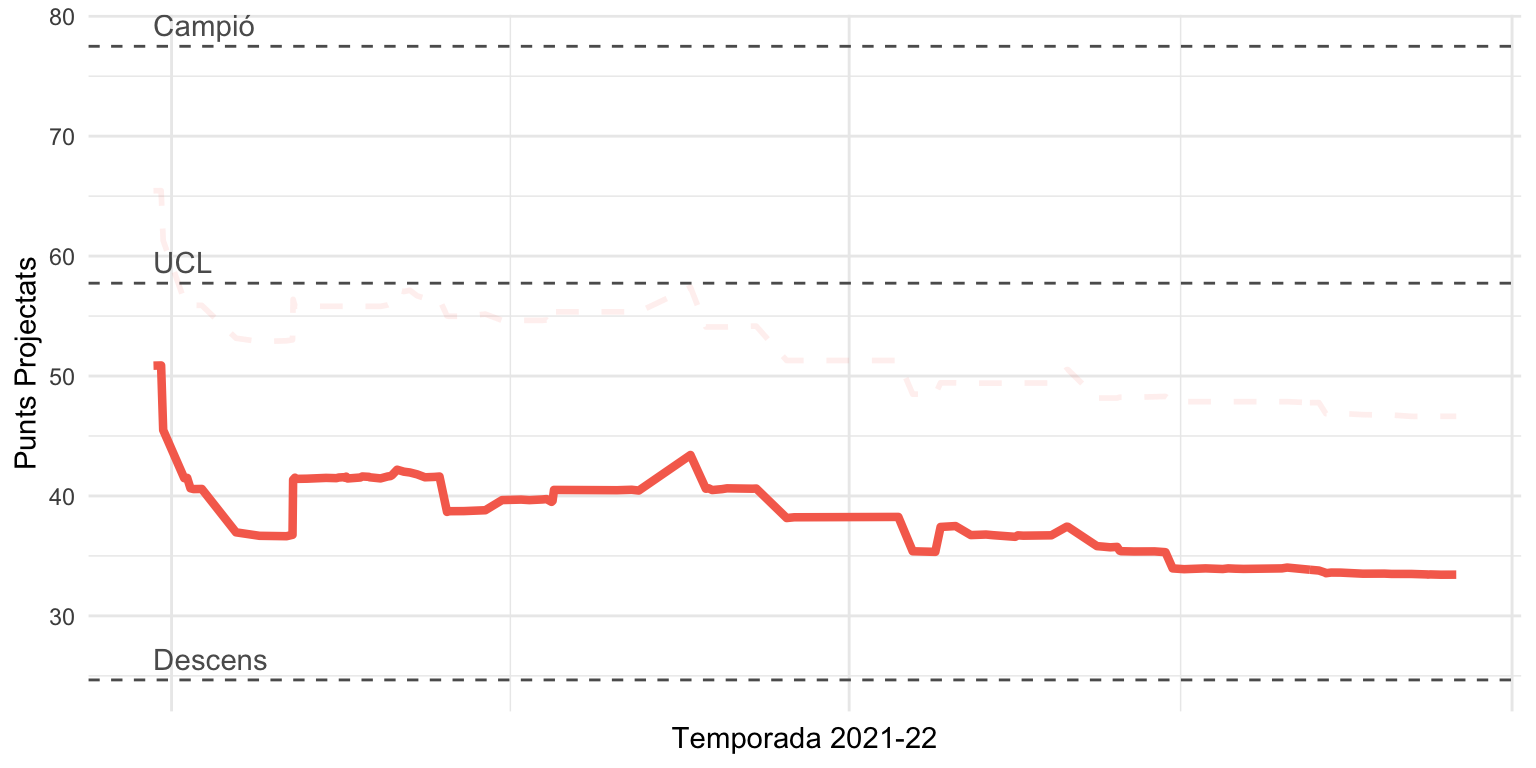 80
Campió
70
60
UCL
50
40
30
Descens
Punts Projectats
Temporada 2021-22